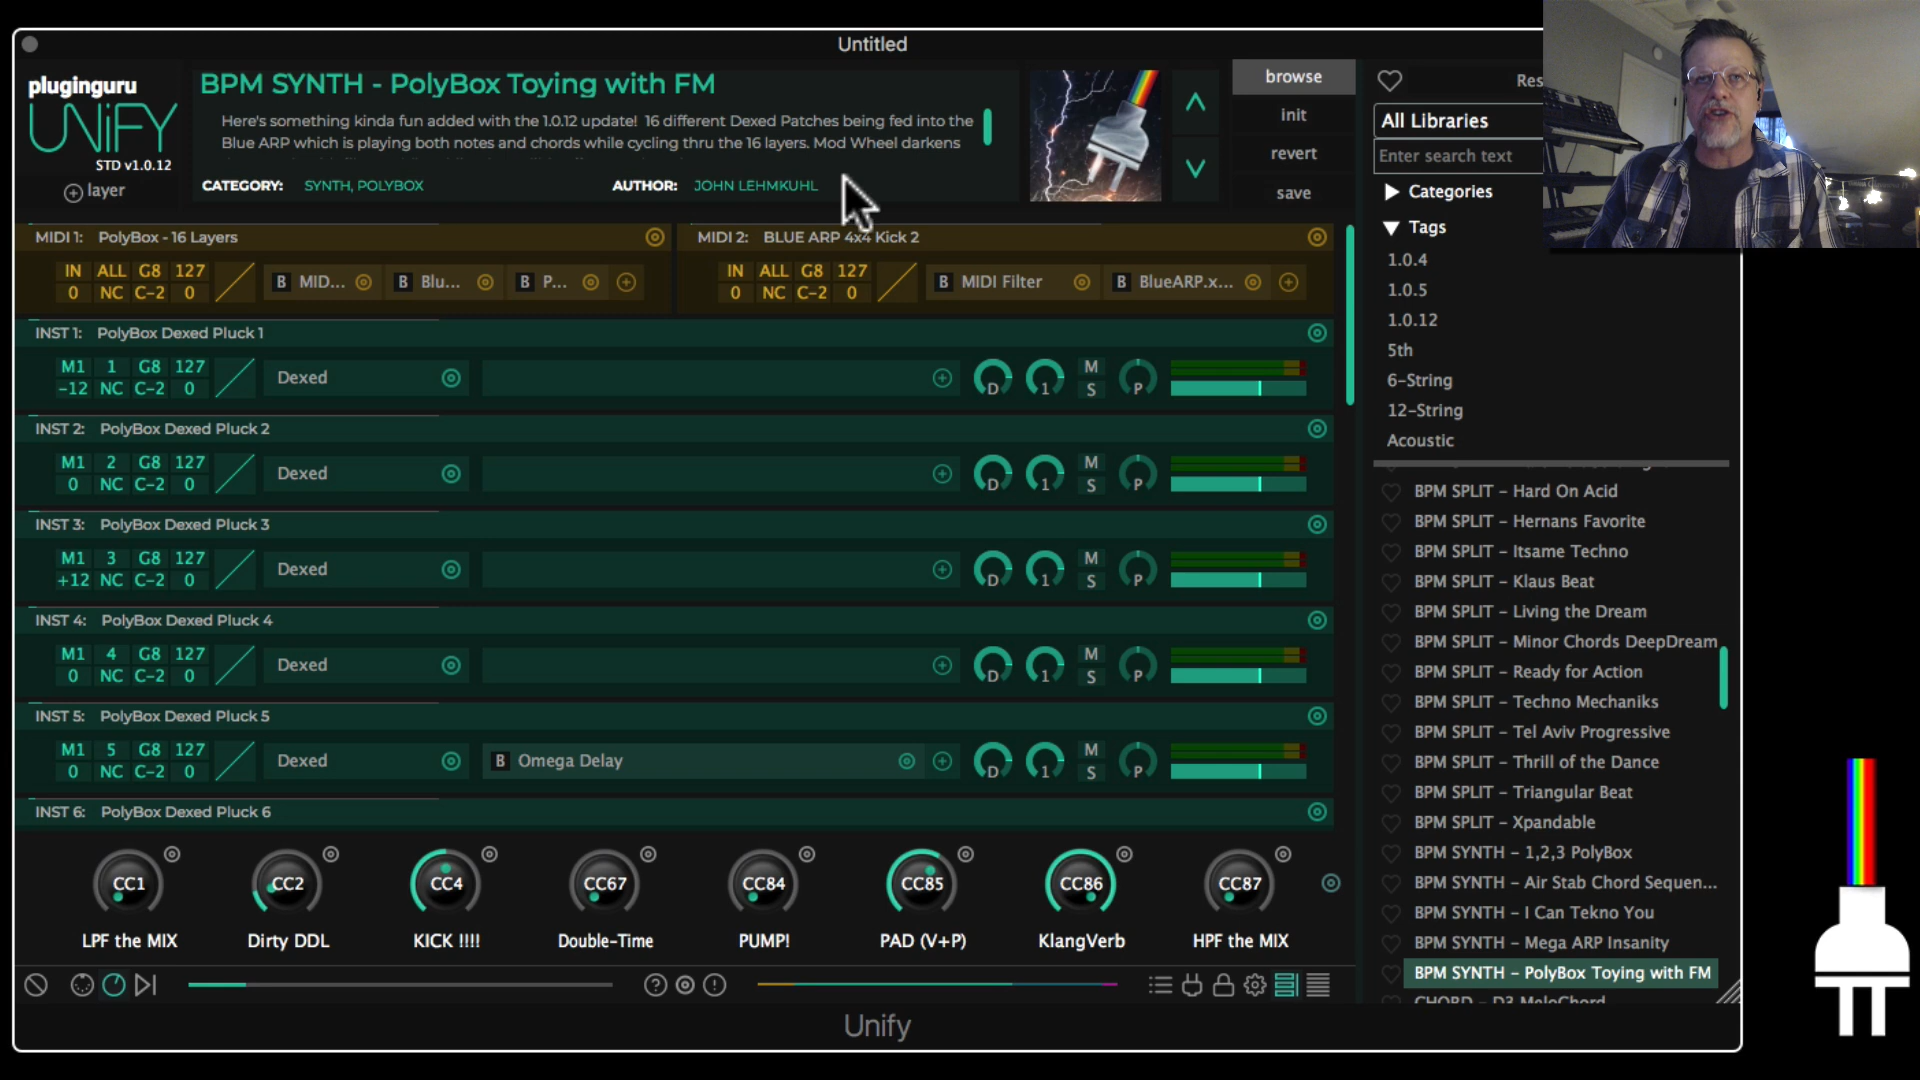 Untitled
pluginguru
UNiFY
STD v1.0.12
layer
BPM SYNTH - PolyBox Toying with FM
Here's something kinda fun added with the 1.0.12 update! 16 different Dexed Patches being fed into the
Blue ARP which is playing both notes and chords while cycling thru the 16 layers. Mod Wheel darkens
CATEGORY: SYNTH, POLYBOX AUTHOR: JOHN LEHMKUHL
browse
init
revert
save
Res
All Libraries
Enter search text
Categories
Tags
1.0.4
1.0.5
1.0.12
5th
6-String
12-String
Acoustic
MIDI 1: PolyBox - 16 Layers
IN ALL G8 127
0 NC C-2 0
B MID... B Blu... B P...
MIDI 2: BLUE ARP 4x4 Kick 2
IN ALL G8 127
0 NC C-2 0
B MIDI Filter B BlueARP.x...
INST 1: PolyBox Dexed Pluck 1
M1 1 G8 127
-12 NC C-2 0
Dexed D 1 M S P
INST 2: PolyBox Dexed Pluck 2
M1 2 G8 127
0 NC C-2 0
Dexed D 1 M S P
INST 3: PolyBox Dexed Pluck 3
M1 3 G8 127
+12 NC C-2 0
Dexed D 1 M S P
INST 4: PolyBox Dexed Pluck 4
M1 4 G8 127
0 NC C-2 0
Dexed D 1 M S P
INST 5: PolyBox Dexed Pluck 5
M1 5 G8 127
0 NC C-2 0
Dexed B Omega Delay D 1 M S P
INST 6: PolyBox Dexed Pluck 6
CC1 CC2 CC4 CC67 CC84 CC85 CC86 CC87
LPF the MIX Dirty DDL KICK !!!! Double-Time PUMP! PAD (V+P) KlangVerb HPF the MIX
BPM SPLIT - Hard On Acid
BPM SPLIT - Hernans Favorite
BPM SPLIT - Itsame Techno
BPM SPLIT - Klaus Beat
BPM SPLIT - Living the Dream
BPM SPLIT - Minor Chords DeepDream
BPM SPLIT - Ready for Action
BPM SPLIT - Techno Mechaniks
BPM SPLIT - Tel Aviv Progressive
BPM SPLIT - Thrill of the Dance
BPM SPLIT - Triangular Beat
BPM SPLIT - Xpandable
BPM SYNTH - 1,2,3 PolyBox
BPM SYNTH - Air Stab Chord Sequen...
BPM SYNTH - I Can Tekno You
BPM SYNTH - Mega ARP Insanity
BPM SYNTH - PolyBox Toying with FM
CHORD - D3 MeloChord
Unify